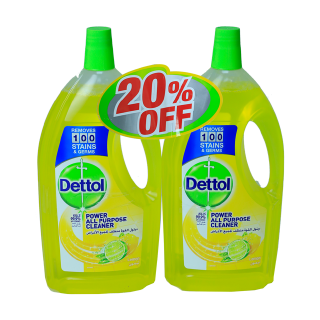 20%
OFF
REMOVES
100
STAINS
& GERMS
Dettol
POWER
ALL PURPOSE
CLEANER
REMOVES
100
STAINS
& GERMS
Dettol
POWER
ALL PURPOSE
CLEANER